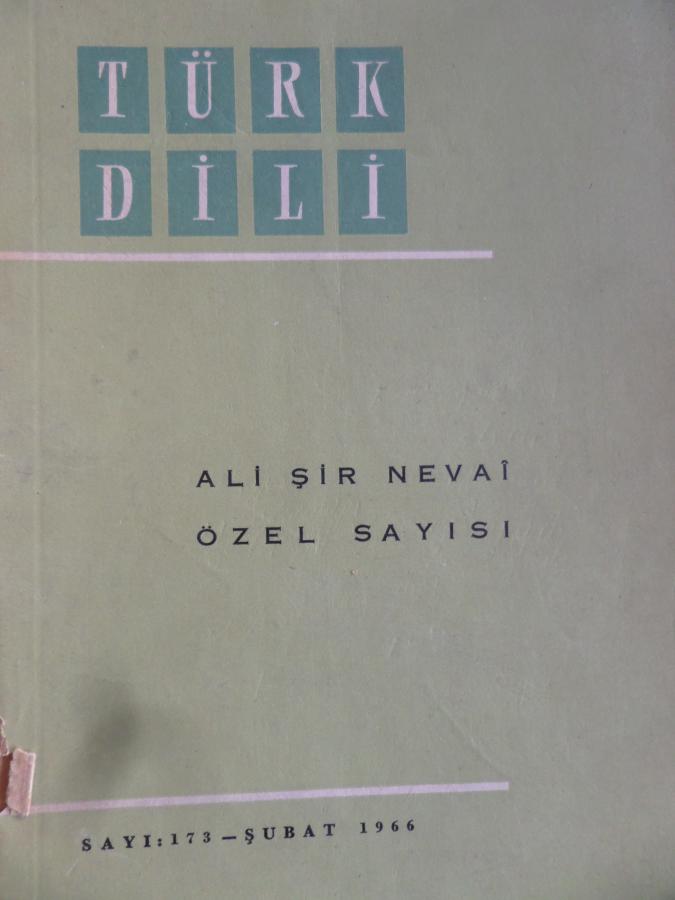 TÜRK
DİLİ
ALİ ŞİR NEVAÎ
ÖZEL SAYISI
SAYI: 173 — ŞUBAT 1966